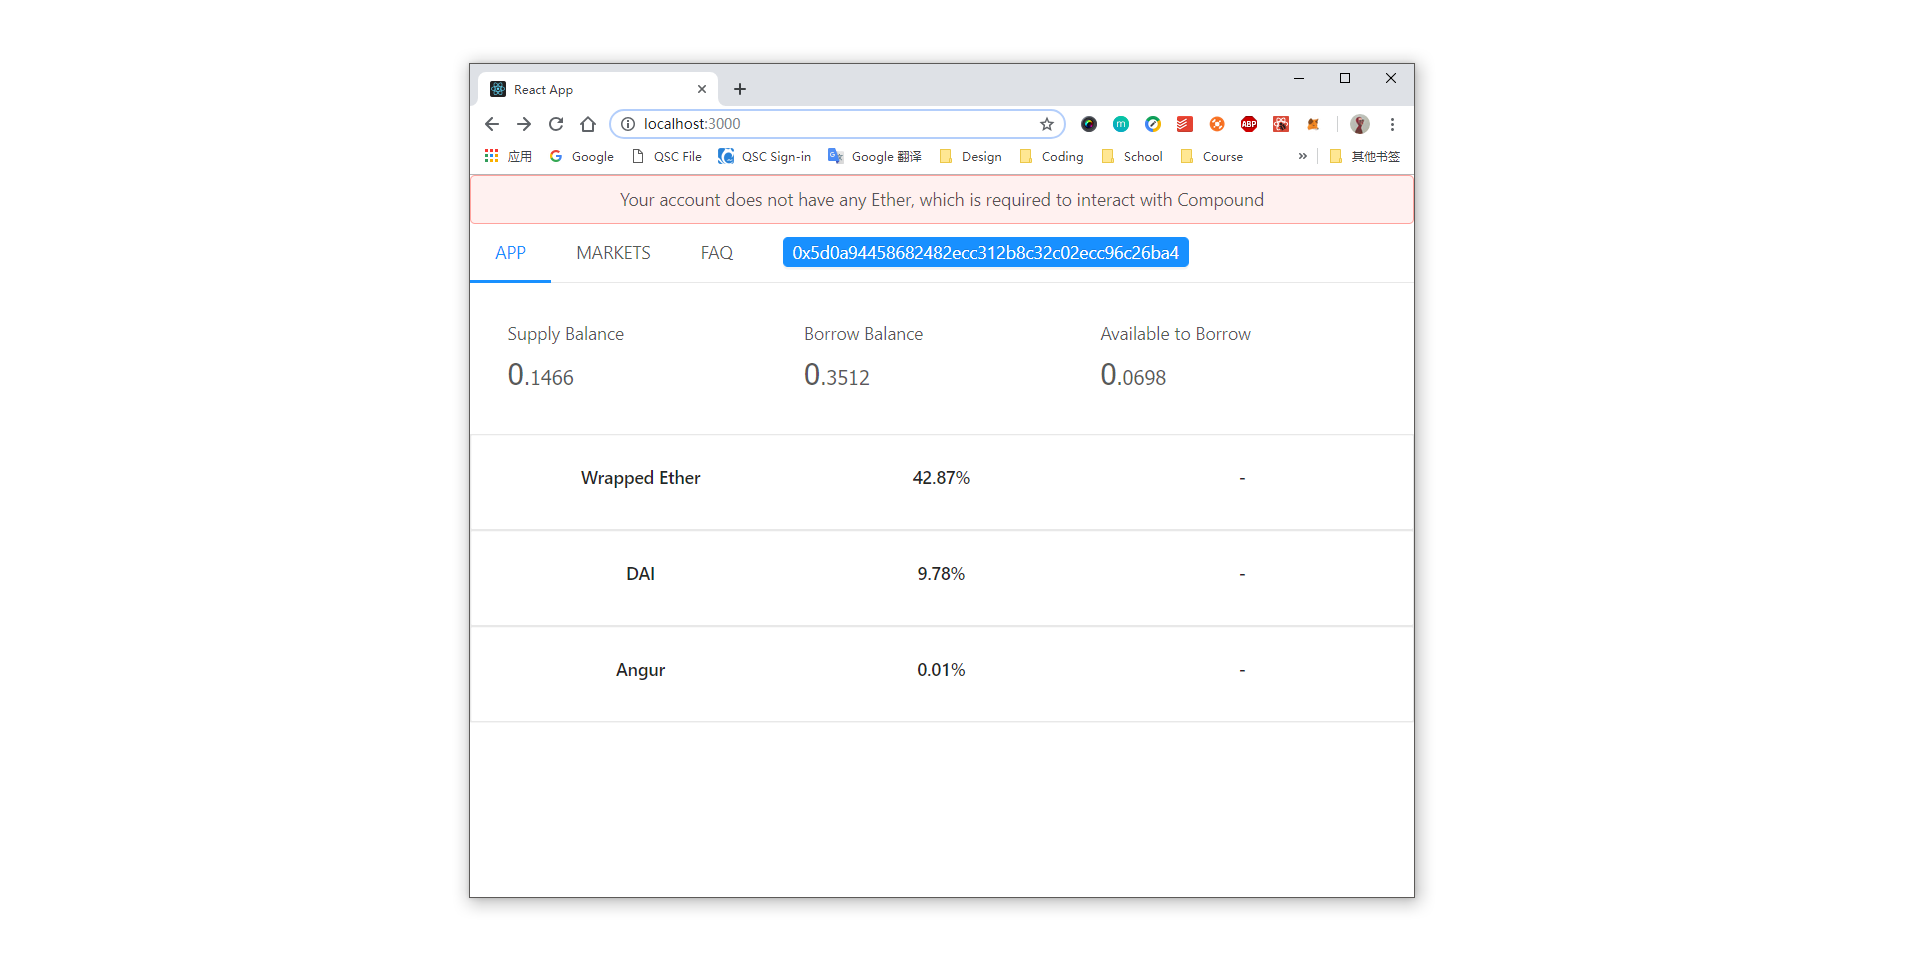 React App
localhost:3000
m
ABP
应用 Google QSC File QSC Sign-in Google 翻译 Design Coding School Course » 其他书签
Your account does not have any Ether, which is required to interact with Compound
APP MARKETS FAQ 0x5d0a94458682482ecc312b8c32c02ecc96c26ba4
Supply Balance Borrow Balance Available to Borrow
0.1466 0.3512 0.0698
Wrapped Ether 42.87% -
DAI 9.78% -
Angur 0.01% -